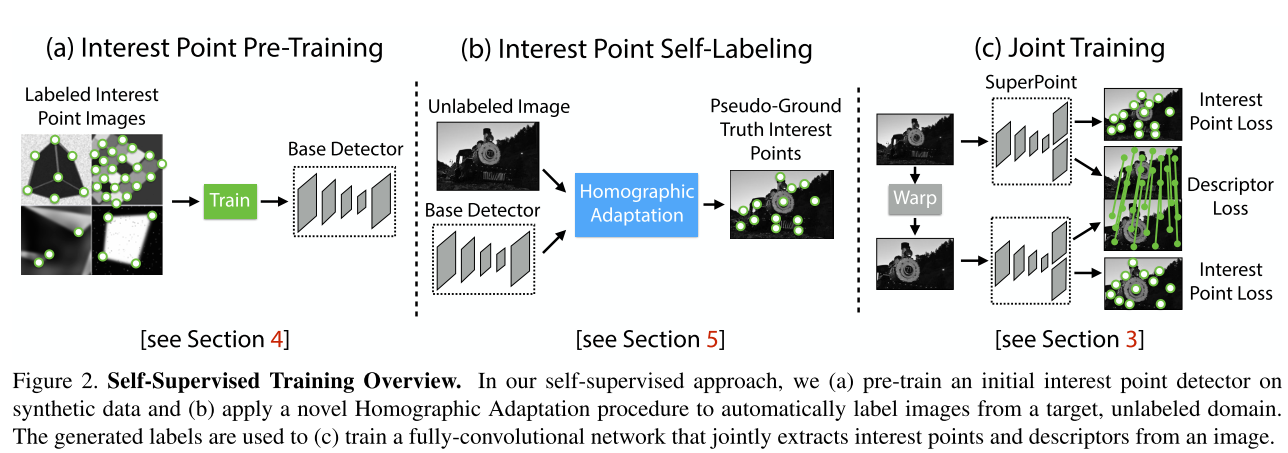 (a) Interest Point Pre-Training
Labeled Interest
Point Images
Train
Base Detector
[see Section 4]
(b) Interest Point Self-Labeling
Unlabeled Image
Base Detector
Homographic
Adaptation
Pseudo-Ground
Truth Interest
Points
[see Section 5]
(c) Joint Training
SuperPoint
Warp
Interest
Point Loss
Descriptor
Loss
Interest
Point Loss
[see Section 3]
Figure 2. Self-Supervised Training Overview. In our self-supervised approach, we (a) pre-train an initial interest point detector on
synthetic data and (b) apply a novel Homographic Adaptation procedure to automatically label images from a target, unlabeled domain.
The generated labels are used to (c) train a fully-convolutional network that jointly extracts interest points and descriptors from an image.